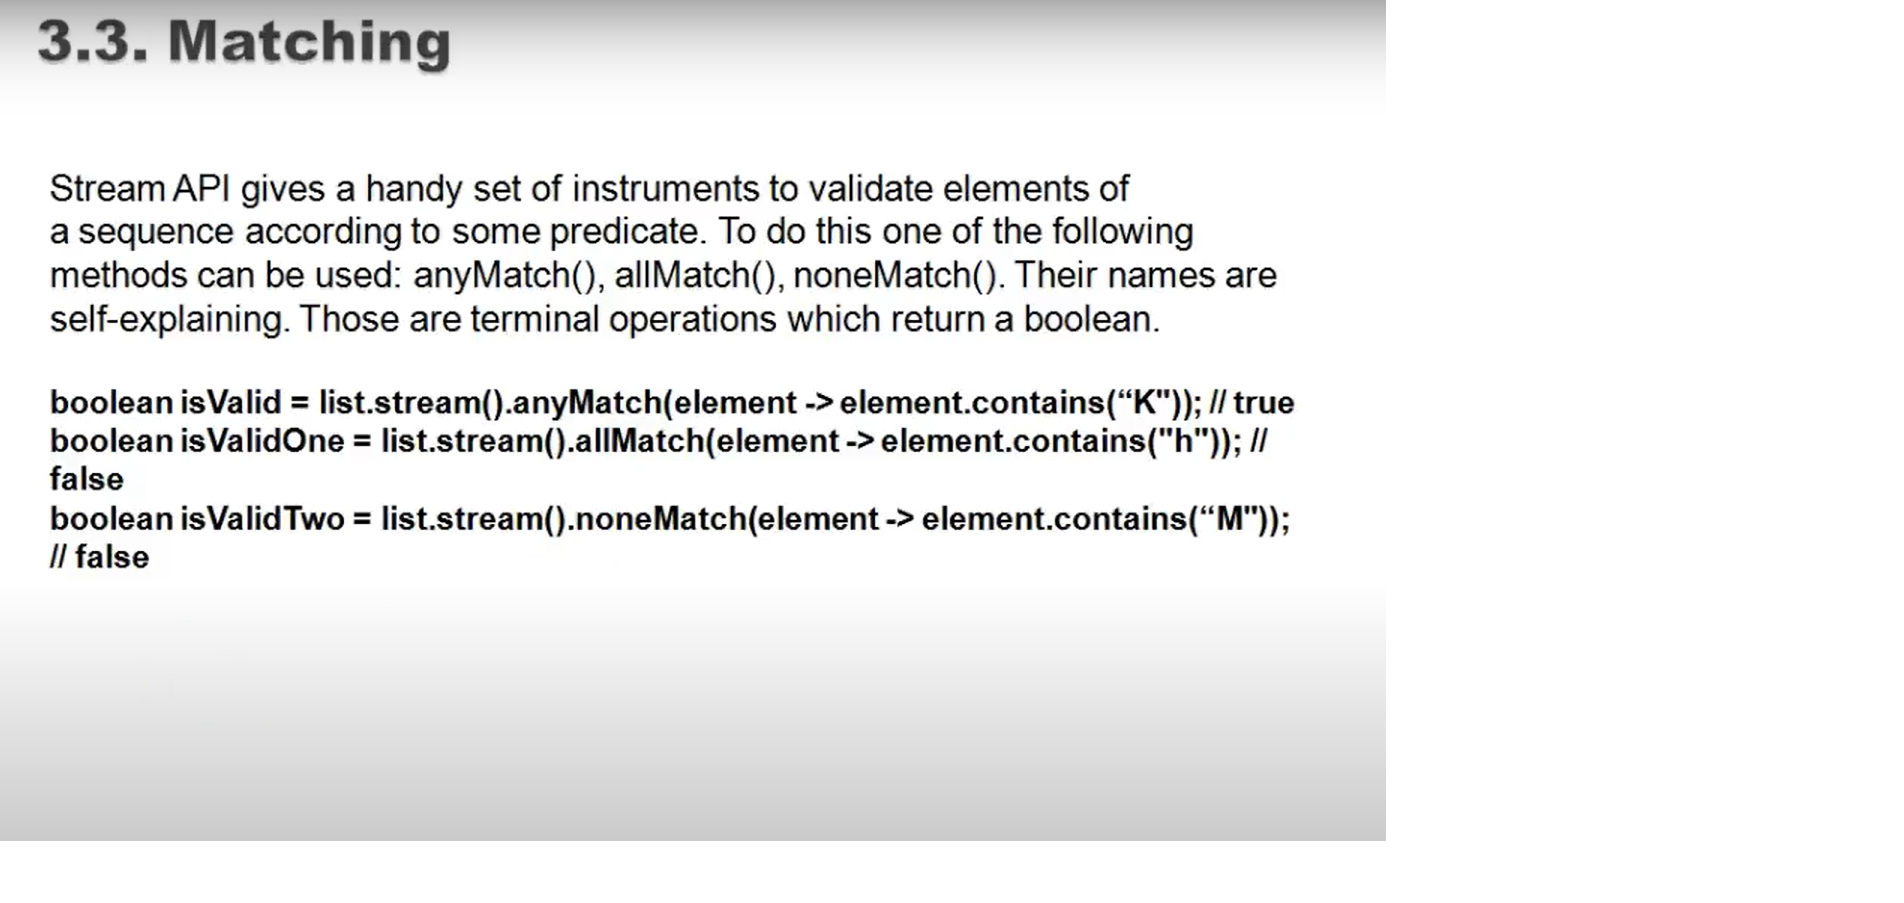 3.3. Matching
Stream API gives a handy set of instruments to validate elements of
a sequence according to some predicate. To do this one of the following
methods can be used: anyMatch(), allMatch(), noneMatch(). Their names are
self-explaining. Those are terminal operations which return a boolean.
boolean isValid = list.stream().anyMatch(element -> element.contains(“K")); // true
boolean isValidOne = list.stream().allMatch(element -> element.contains("h")); //
false
boolean isValidTwo = list.stream().noneMatch(element -> element.contains(“M"));
// false